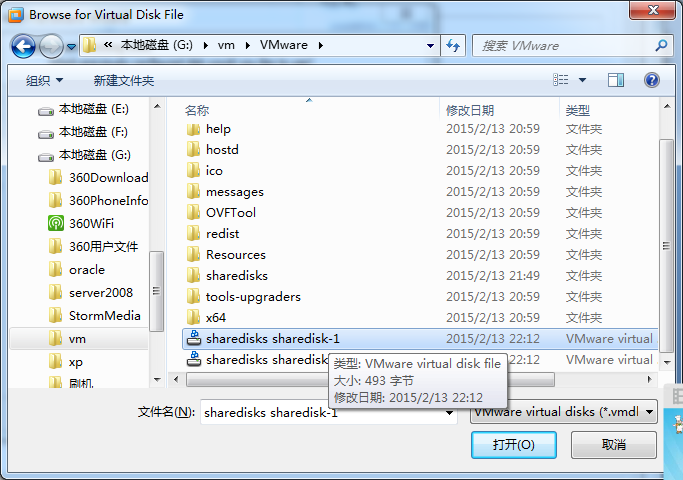 Browse for Virtual Disk File
« 本地磁盘 (G:) ▸ vm ▸ VMware ▸
搜索 VMware
组织 ▼ 新建文件夹
本地磁盘 (E:)
本地磁盘 (F:)
本地磁盘 (G:)
360Download
360PhoneInfo
360WiFi
360用户文件
oracle
server2008
StormMedia
vm
xp
刷机
名称 修改日期 类型
help 2015/2/13 20:59 文件夹
hostd 2015/2/13 20:59 文件夹
ico 2015/2/13 20:59 文件夹
messages 2015/2/13 20:59 文件夹
OVFTool 2015/2/13 20:59 文件夹
redist 2015/2/13 20:59 文件夹
Resources 2015/2/13 20:59 文件夹
sharedisks 2015/2/13 21:49 文件夹
tools-upgraders 2015/2/13 20:59 文件夹
x64 2015/2/13 20:59 文件夹
sharedisks sharedisk-1 2015/2/13 22:12 VMware virtual
sharedisks sharedisk 2015/2/13 22:12 VMware virtual
类型: VMware virtual disk file
大小: 493 字节
修改日期: 2015/2/13 22:12
文件名(N): sharedisks sharedisk-1
VMware virtual disks (*.vmdl
打开(O) 取消